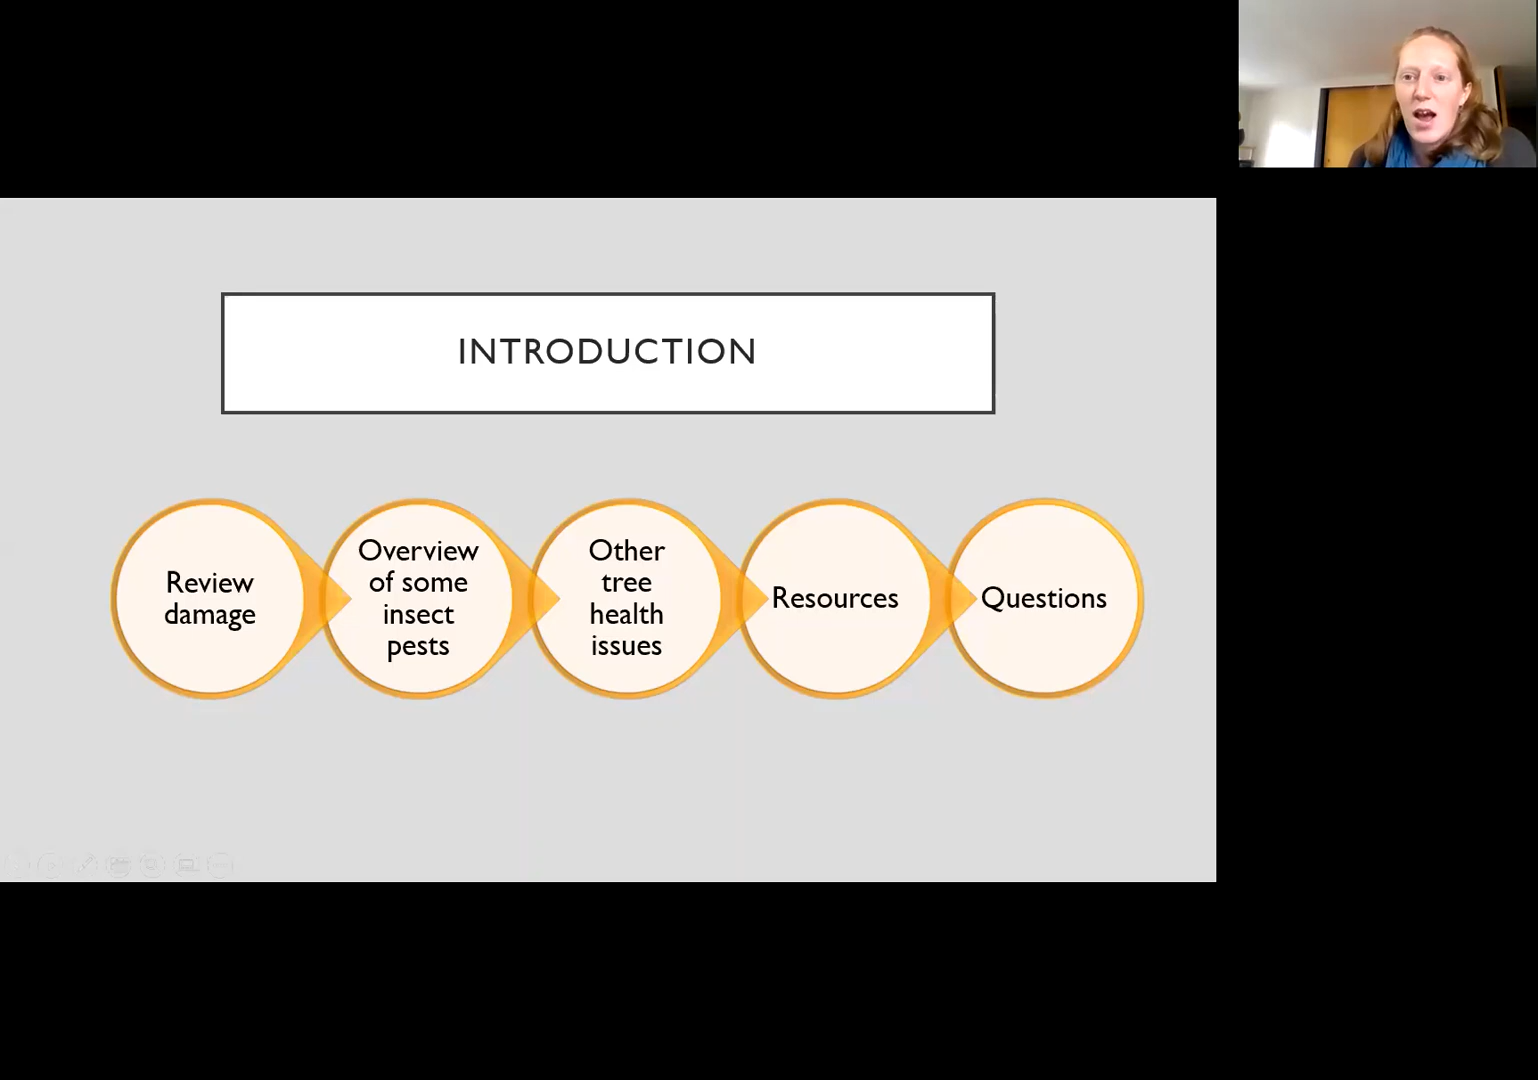 INTRODUCTION
Review
damage
Overview
of some
insect
pests
Other
tree
health
issues
Resources
Questions